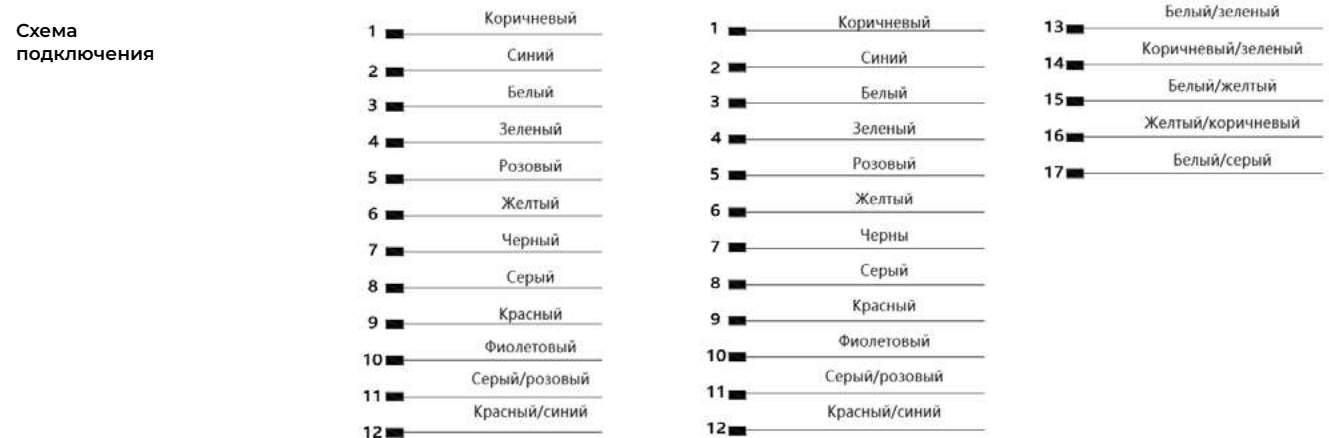 Схема
подключения
1 Коричневый
2 Синий
3 Белый
4 Зеленый
5 Розовый
6 Желтый
7 Черный
8 Серый
9 Красный
10 Фиолетовый
11 Серый/розовый
12 Красный/синий
1 Коричневый
2 Синий
3 Белый
4 Зеленый
5 Розовый
6 Желтый
7 Черны
8 Серый
9 Красный
10 Фиолетовый
11 Серый/розовый
12 Красный/синий
13 Белый/зеленый
14 Коричневый/зеленый
15 Белый/желтый
16 Желтый/коричневый
17 Белый/серый